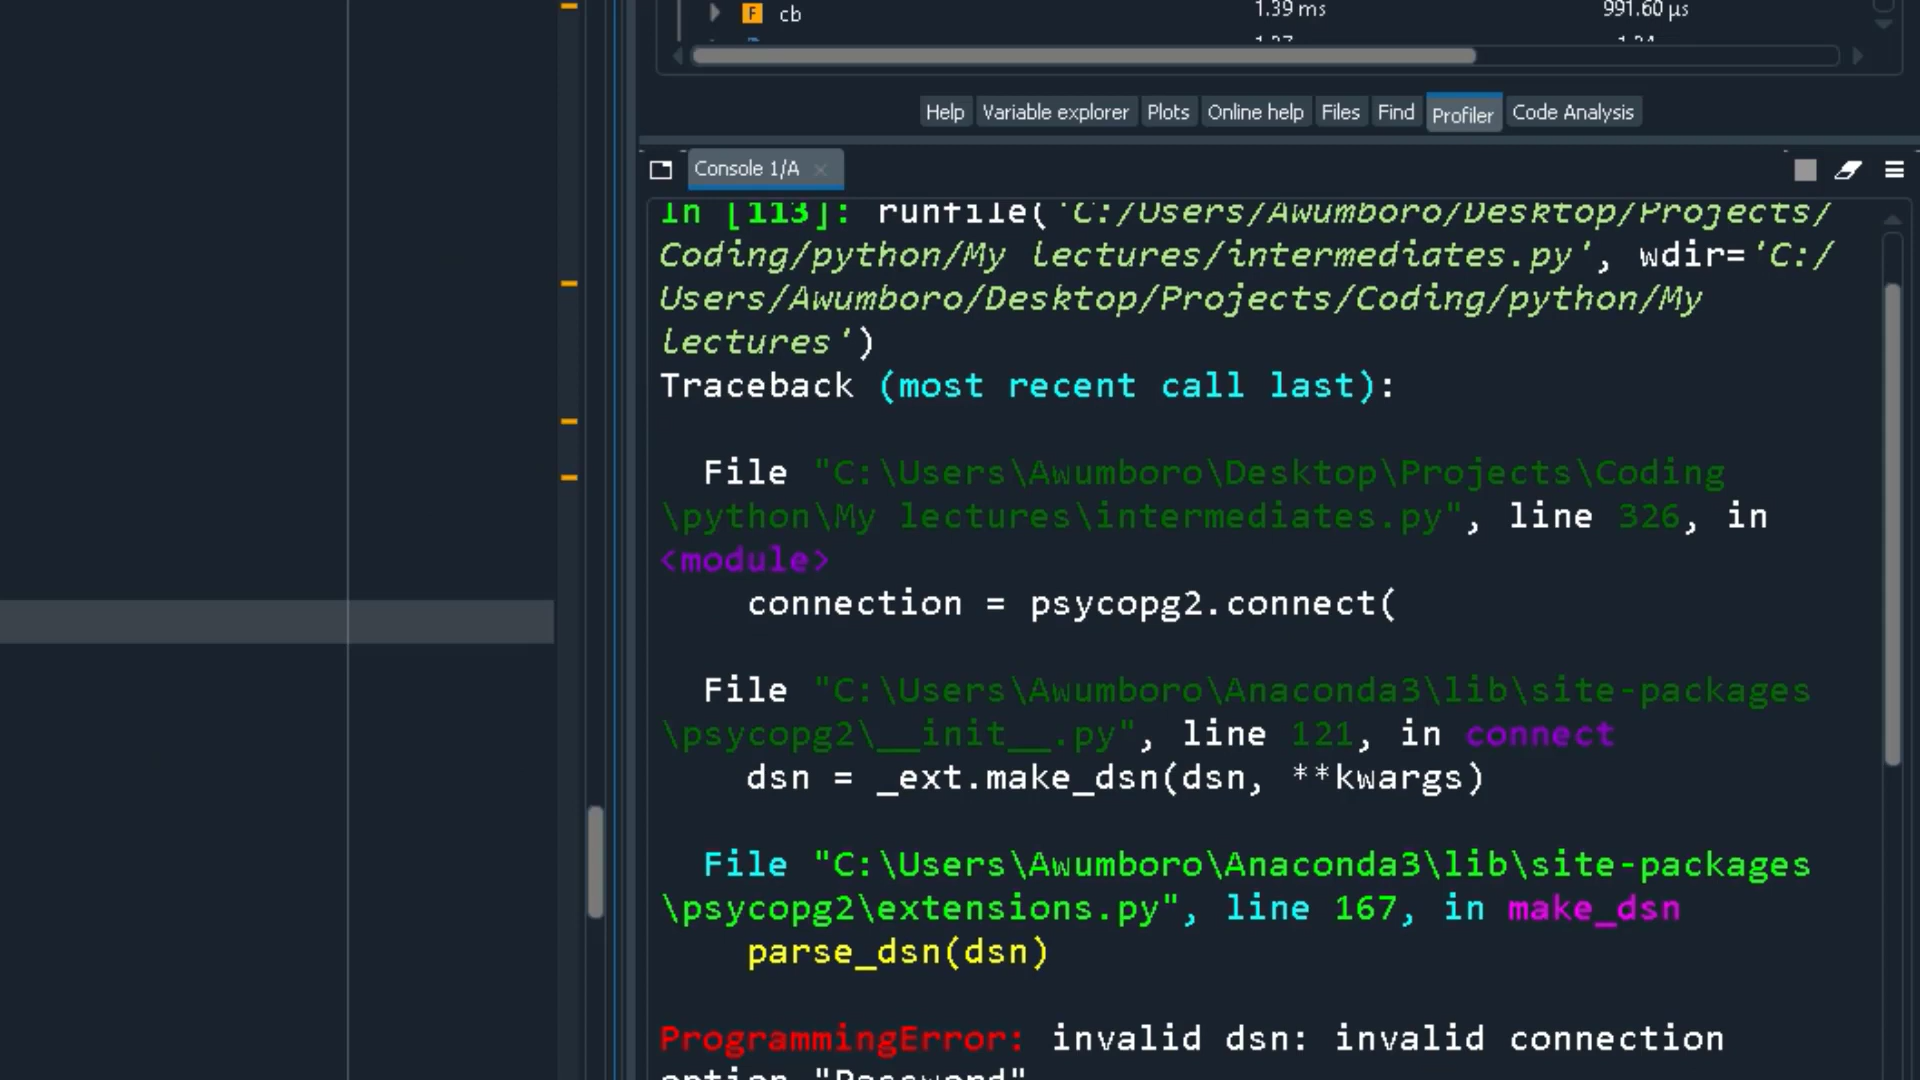 cb 1.39 ms 991.60 µs
Help Variable explorer Plots Online help Files Find Profiler Code Analysis
Console 1/A
In [113]: runfile('C:/Users/Awumboro/Desktop/Projects/
Coding/python/My lectures/intermediates.py', wdir='C:/
Users/Awumboro/Desktop/Projects/Coding/python/My
lectures')
Traceback (most recent call last):
File "C:\Users\Awumboro\Desktop\Projects\Coding
\python\My lectures\intermediates.py", line 326, in
<module>
connection = psycopg2.connect(
File "C:\Users\Awumboro\Anaconda3\lib\site-packages
\psycopg2\__init__.py", line 121, in connect
dsn = _ext.make_dsn(dsn, **kwargs)
File "C:\Users\Awumboro\Anaconda3\lib\site-packages
\psycopg2\extensions.py", line 167, in make_dsn
parse_dsn(dsn)
ProgrammingError: invalid dsn: invalid connection
option "Password"